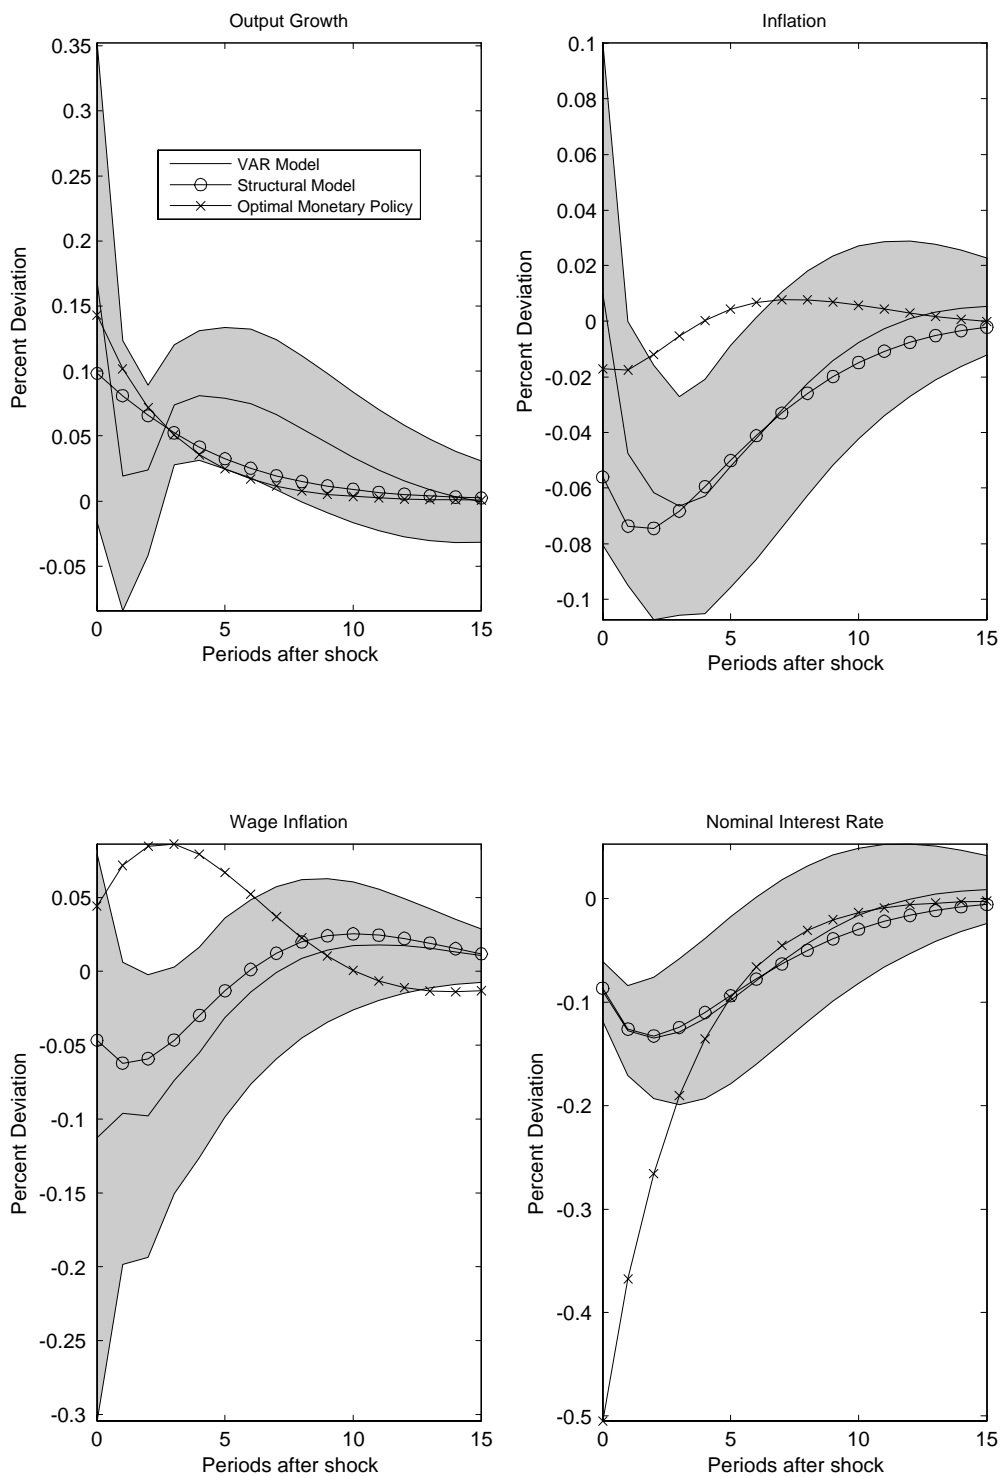 Output Growth
0.35
0.3
0.25
0.2
0.15
0.1
0.05
0
-0.05
Percent Deviation
VAR Model
Structural Model
Optimal Monetary Policy
0 5 10 15
Periods after shock
Inflation
0.1
0.08
0.06
0.04
0.02
0
-0.02
-0.04
-0.06
-0.08
-0.1
Percent Deviation
0 5 10 15
Periods after shock
Wage Inflation
0.05
0
-0.05
-0.1
-0.15
-0.2
-0.25
-0.3
Percent Deviation
0 5 10 15
Periods after shock
Nominal Interest Rate
0
-0.1
-0.2
-0.3
-0.4
-0.5
Percent Deviation
0 5 10 15
Periods after shock